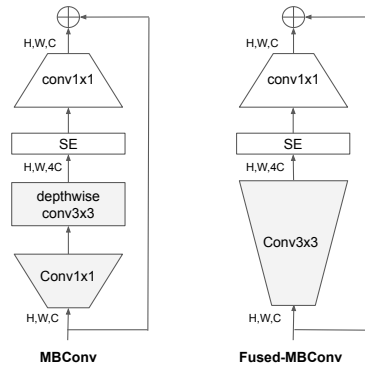 H,W,C
conv1x1
SE
H,W,4C
depthwise
conv3x3
Conv1x1
H,W,C
MBConv
H,W,C
conv1x1
SE
H,W,4C
Conv3x3
H,W,C
Fused-MBConv